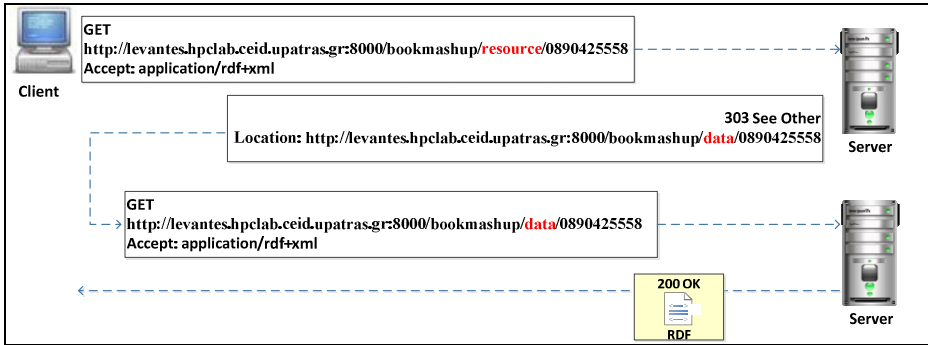 GET
http://levantes.hpclab.ceid.upatras.gr:8000/bookmashup/resource/0890425558
Accept: application/rdf+xml
Client
Server
303 See Other
Location: http://levantes.hpclab.ceid.upatras.gr:8000/bookmashup/data/0890425558
GET
http://levantes.hpclab.ceid.upatras.gr:8000/bookmashup/data/0890425558
Accept: application/rdf+xml
200 OK
RDF
Server